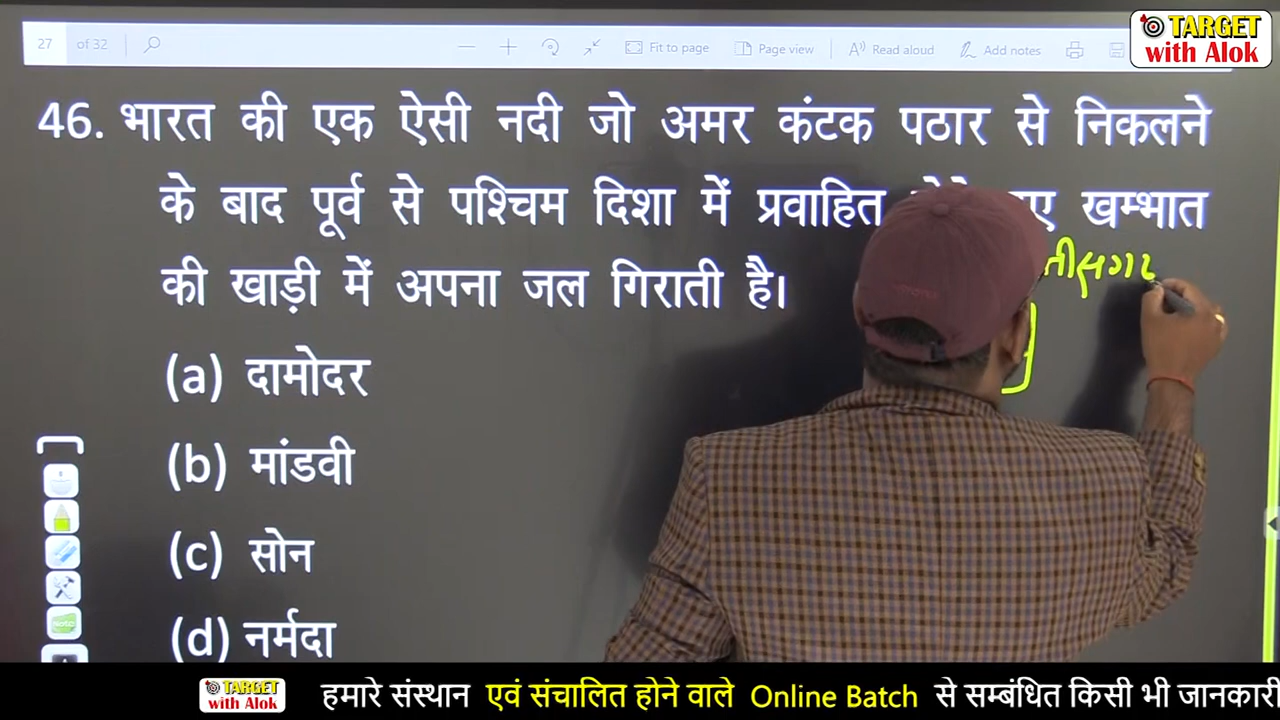 27 of 32 Fit to page Page view Read aloud Add notes
TARGET
with Alok
46. भारत की एक ऐसी नदी जो अमर कंटक पठार से निकलने
के बाद पूर्व से पश्चिम दिशा में प्रवाहित खम्भात
की खाड़ी में अपना जल गिराती है।
(a) दामोदर
(b) मांडवी
(c) सोन
(d) नर्मदा
TARGET
with Alok
हमारे संस्थान एवं संचालित होने वाले Online Batch से सम्बंधित किसी भी जानकारी